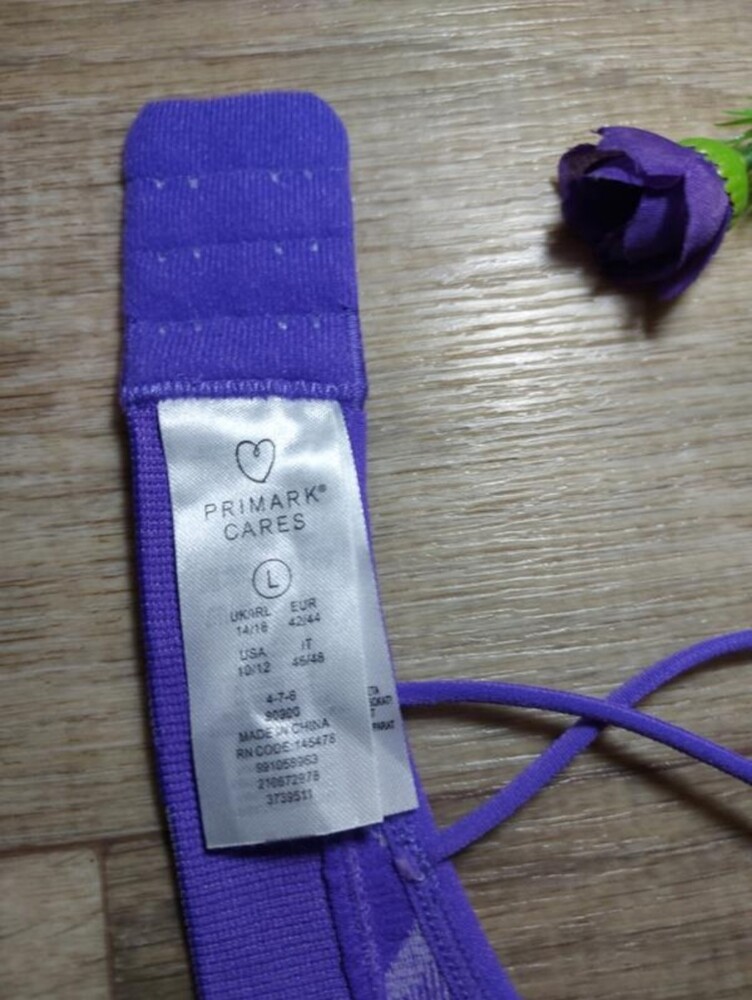 PRIMARK®
CARES
L
UK/IRL EUR
14/16 42/44
USA IT
10/12 46/48
4-7-6
MADE IN CHINA
RN CODE:145478
3739511